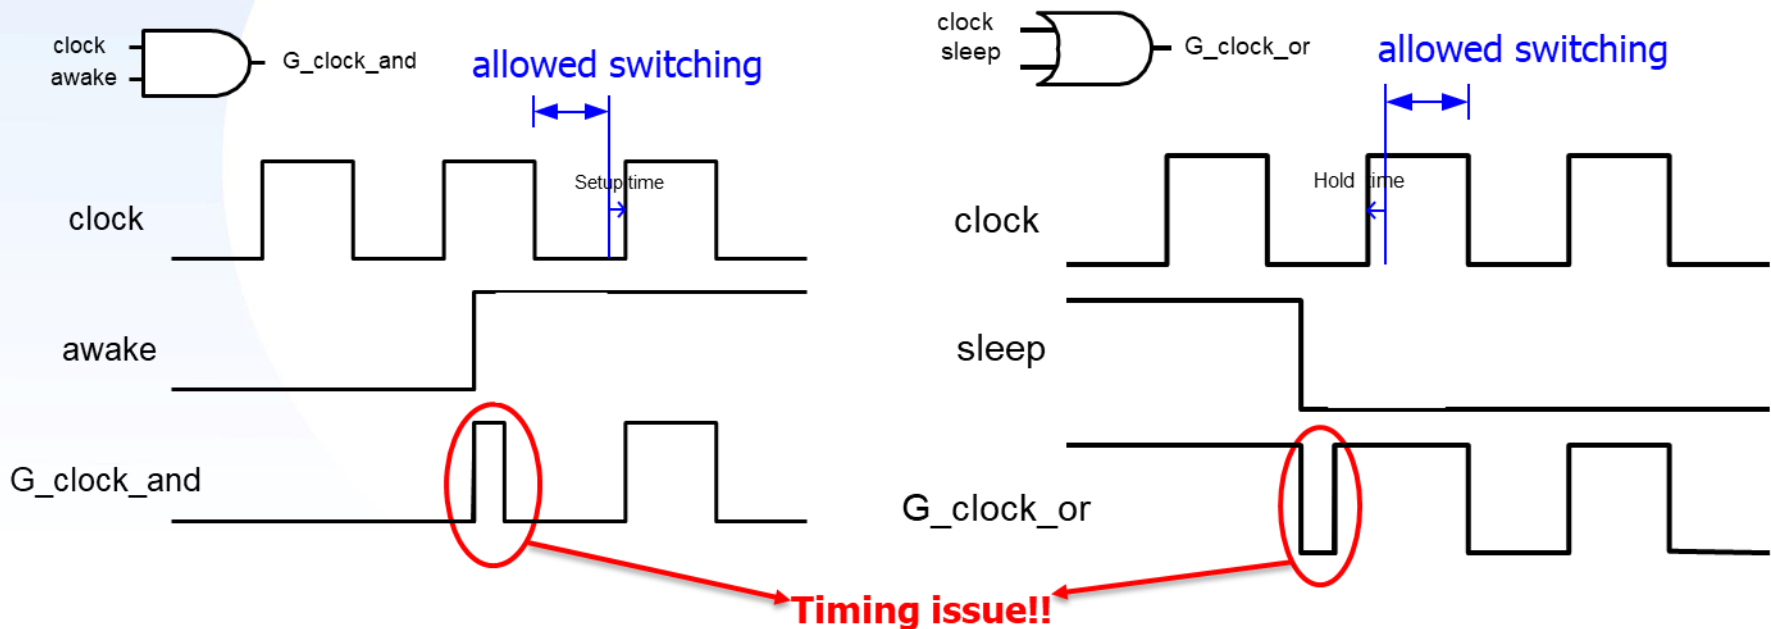 clock
awake
G_clock_and
allowed switching
Setup time
clock
awake
G_clock_and
clock
sleep
G_clock_or
allowed switching
Hold time
clock
sleep
G_clock_or
Timing issue!!